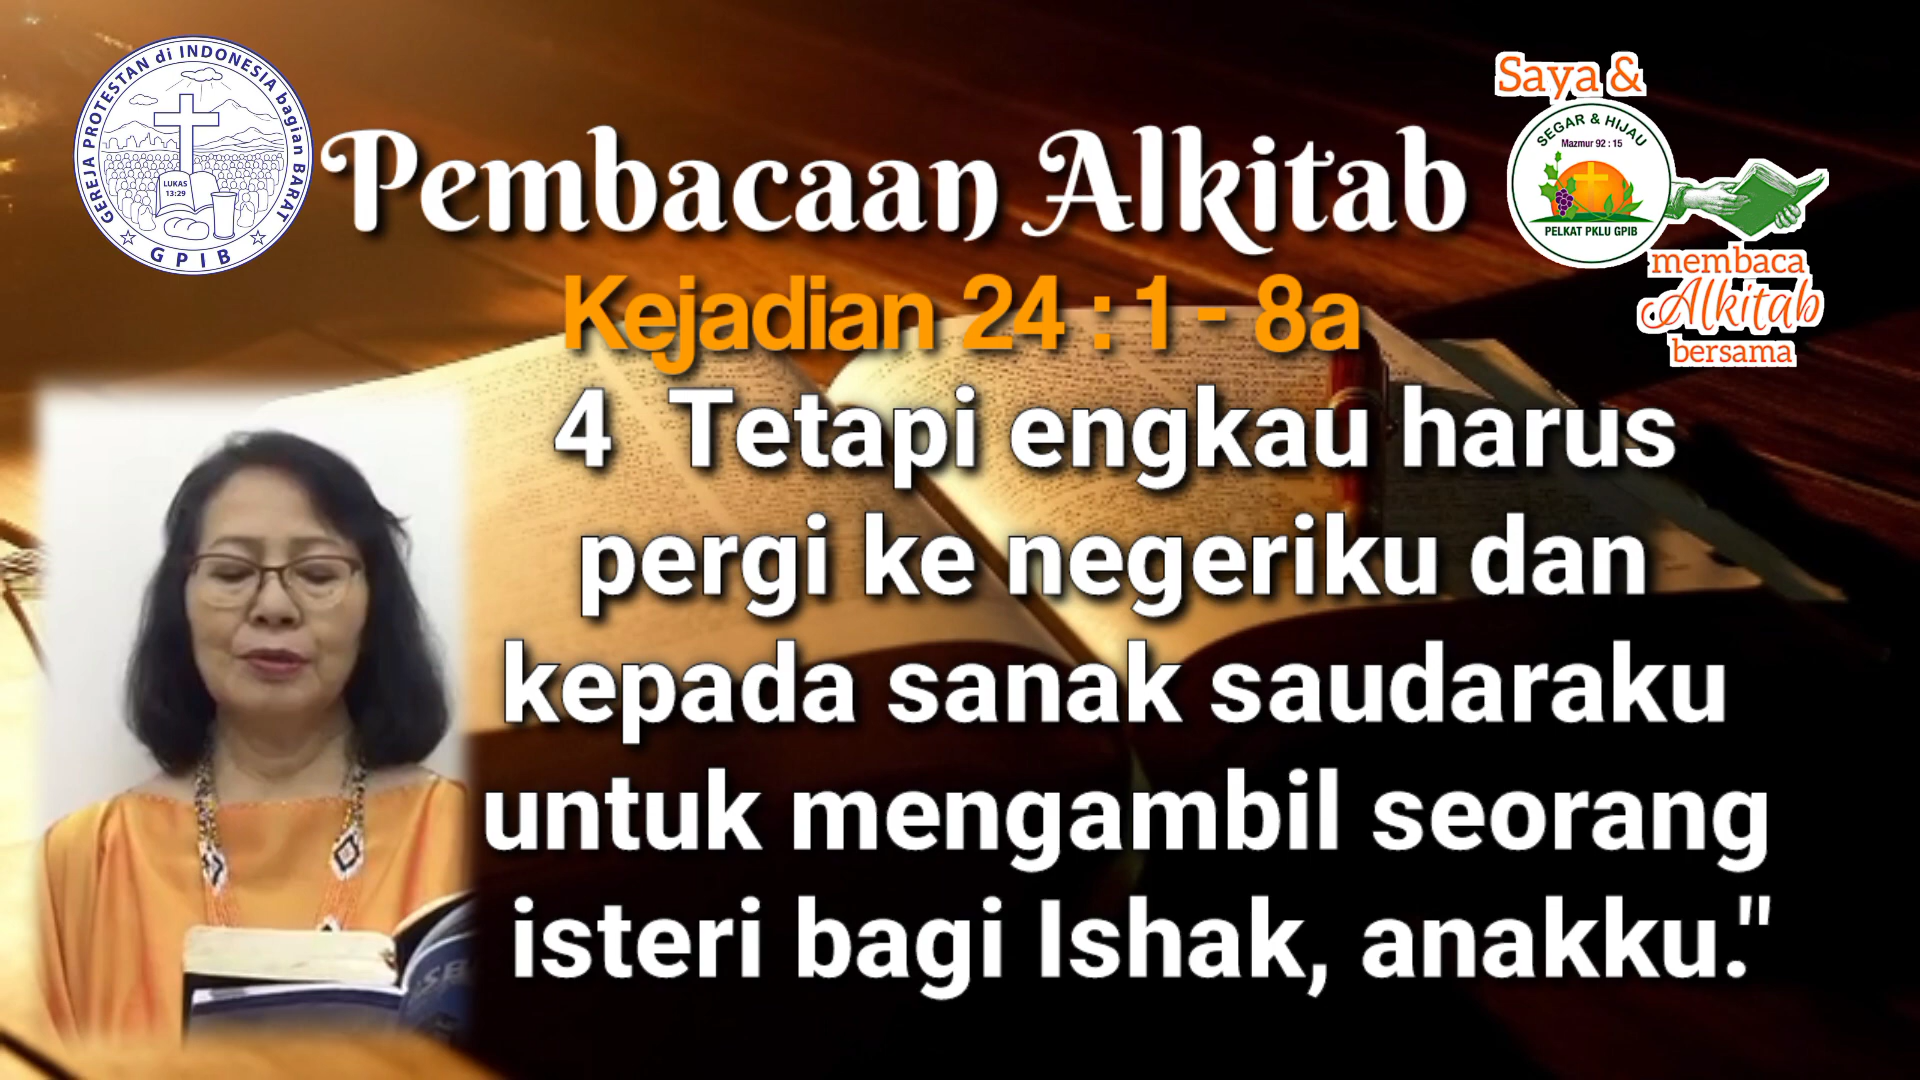 GEREJA PROTESTAN di INDONESIA bagian BARAT
LUKAS
13:29
GPIB
Pembacaan Alkitab
Kejadian 24 : 1 - 8a
Saya &
SEGAR & HIJAU
Mazmur 92 : 15
PELKAT PKLU GPIB
membaca
Alkitab
bersama
4 Tetapi engkau harus
pergi ke negeriku dan
kepada sanak saudaraku
untuk mengambil seorang
isteri bagi Ishak, anakku."